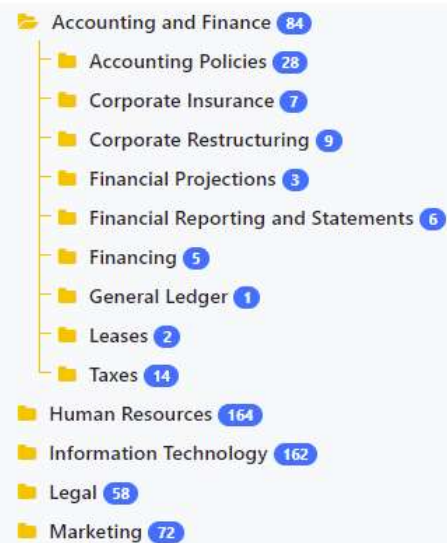 Accounting and Finance 84
Accounting Policies 28
Corporate Insurance 7
Corporate Restructuring 9
Financial Projections 3
Financial Reporting and Statements 6
Financing 5
General Ledger 1
Leases 2
Taxes 14
Human Resources 164
Information Technology 162
Legal 58
Marketing 72